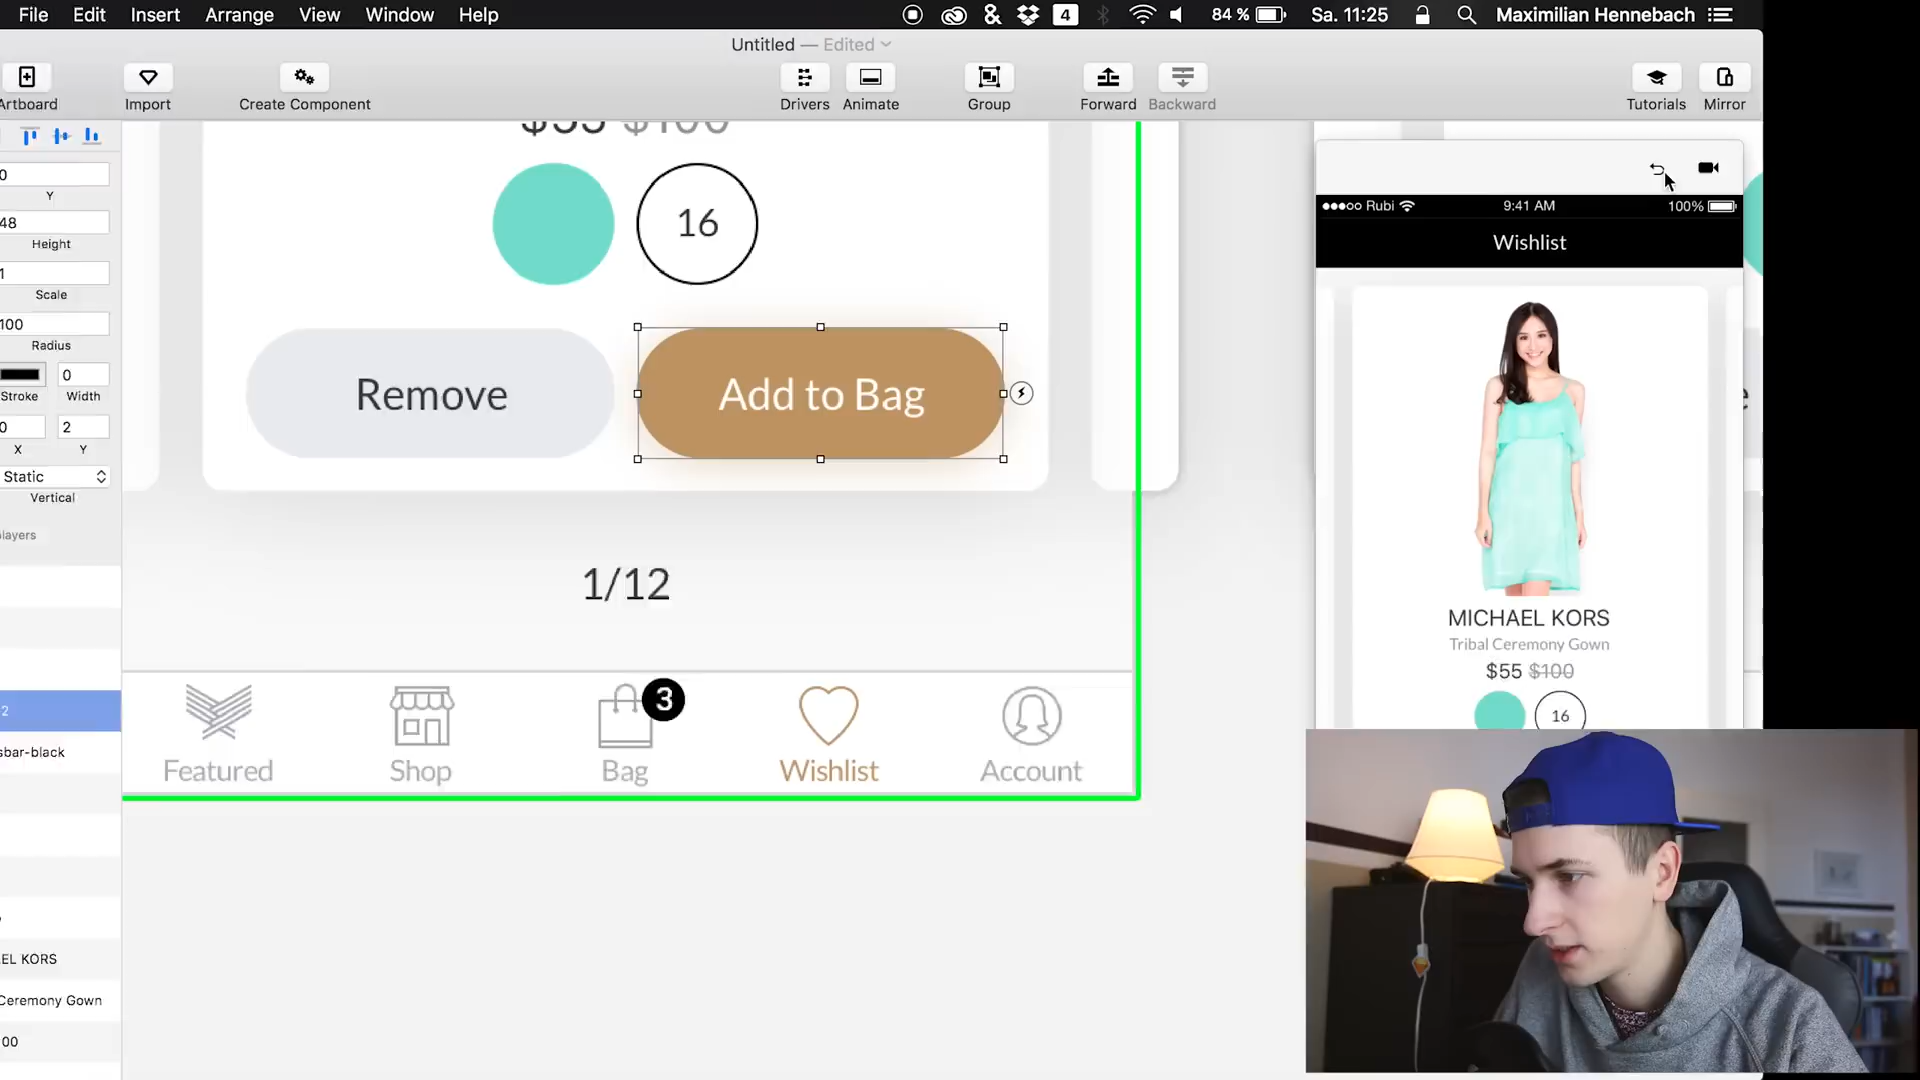 File Edit Insert Arrange View Window Help 4 84 % Sa. 11:25 Maximilian Hennebach
Untitled — Edited
Artboard Import Create Component Drivers Animate Group Forward Backward Tutorials Mirror
0
Y
48
Height
1
Scale
100
Radius
0
Stroke Width
0 2
X Y
Static
Vertical
layers
2
sbar-black
EL KORS
Ceremony Gown
00
$55 $100
16
Remove Add to Bag
1/12
3
Featured Shop Bag Wishlist Account
Rubi 9:41 AM 100%
Wishlist
MICHAEL KORS
Tribal Ceremony Gown
$55 $100
16
e